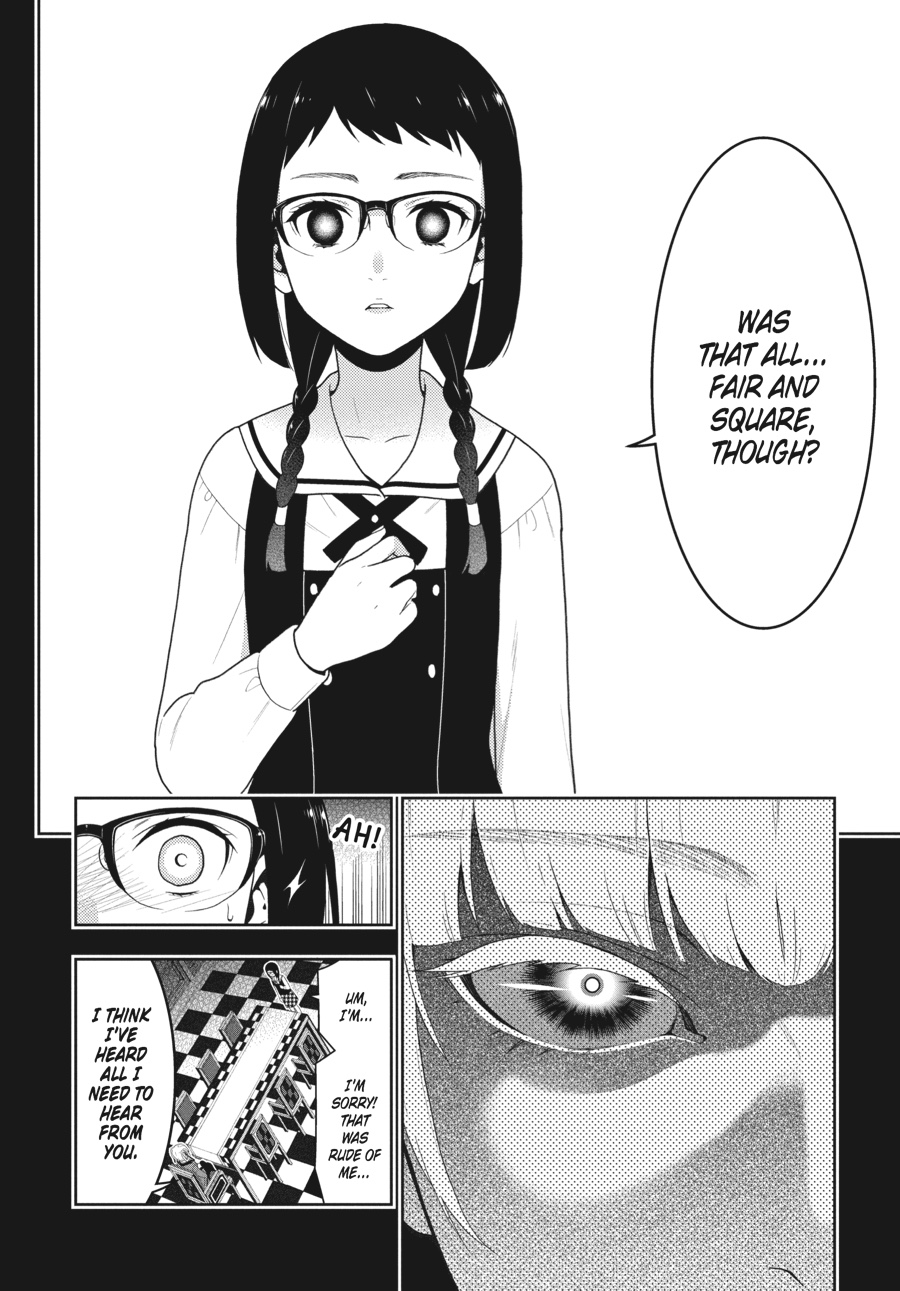 WAS
THAT ALL...
FAIR AND
SQUARE,
THOUGH?
AH!
UM,
I'M...
I'M
SORRY!
THAT
WAS
RUDE OF
ME...
I THINK
I'VE
HEARD
ALL I
NEED TO
HEAR
FROM
YOU.